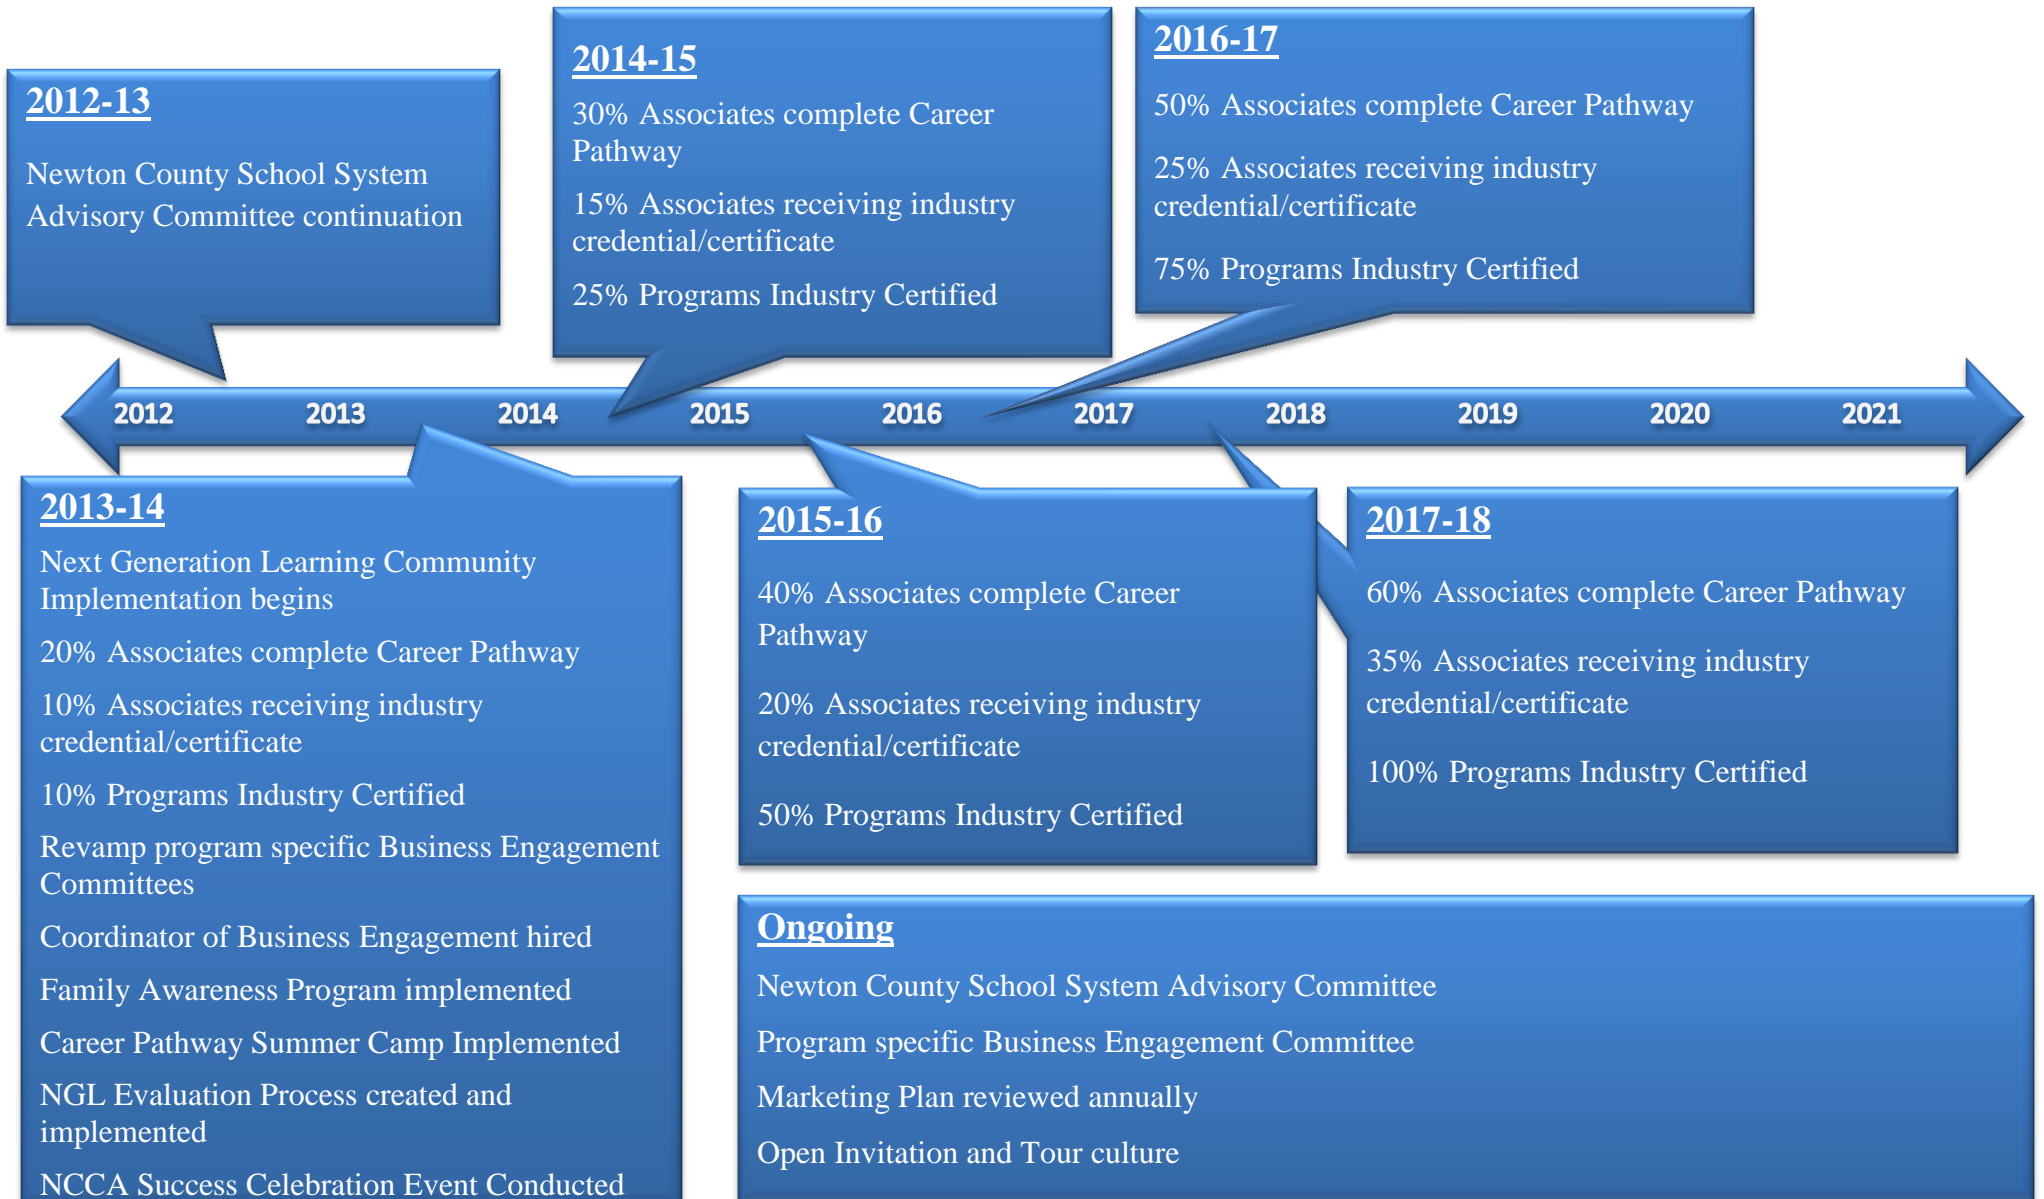 2012-13
Newton County School System
Advisory Committee continuation
2014-15
30% Associates complete Career
Pathway
15% Associates receiving industry
credential/certificate
25% Programs Industry Certified
2016-17
50% Associates complete Career Pathway
25% Associates receiving industry
credential/certificate
75% Programs Industry Certified
2012 2013 2014 2015 2016 2017 2018 2019 2020 2021
2013-14
Next Generation Learning Community
Implementation begins
20% Associates complete Career Pathway
10% Associates receiving industry
credential/certificate
10% Programs Industry Certified
Revamp program specific Business Engagement
Committees
Coordinator of Business Engagement hired
Family Awareness Program implemented
Career Pathway Summer Camp Implemented
NGL Evaluation Process created and
implemented
NCCA Success Celebration Event Conducted
2015-16
40% Associates complete Career
Pathway
20% Associates receiving industry
credential/certificate
50% Programs Industry Certified
2017-18
60% Associates complete Career Pathway
35% Associates receiving industry
credential/certificate
100% Programs Industry Certified
Ongoing
Newton County School System Advisory Committee
Program specific Business Engagement Committee
Marketing Plan reviewed annually
Open Invitation and Tour culture